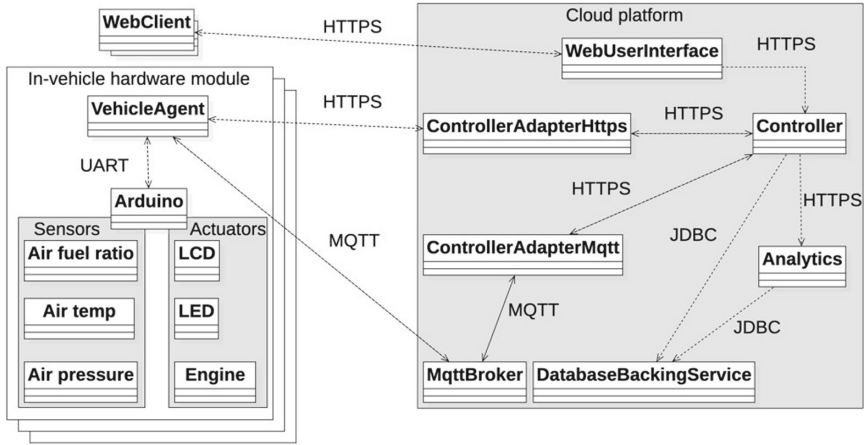 WebClient
HTTPS
Cloud platform
WebUserInterface
HTTPS
In-vehicle hardware module
VehicleAgent
HTTPS
ControllerAdapterHttps
HTTPS
Controller
UART
Arduino
HTTPS
HTTPS
Sensors
Actuators
MQTT
JDBC
Air fuel ratio
LCD
ControllerAdapterMqtt
Analytics
Air temp
LED
MQTT
JDBC
Air pressure
Engine
MqttBroker
DatabaseBackingService